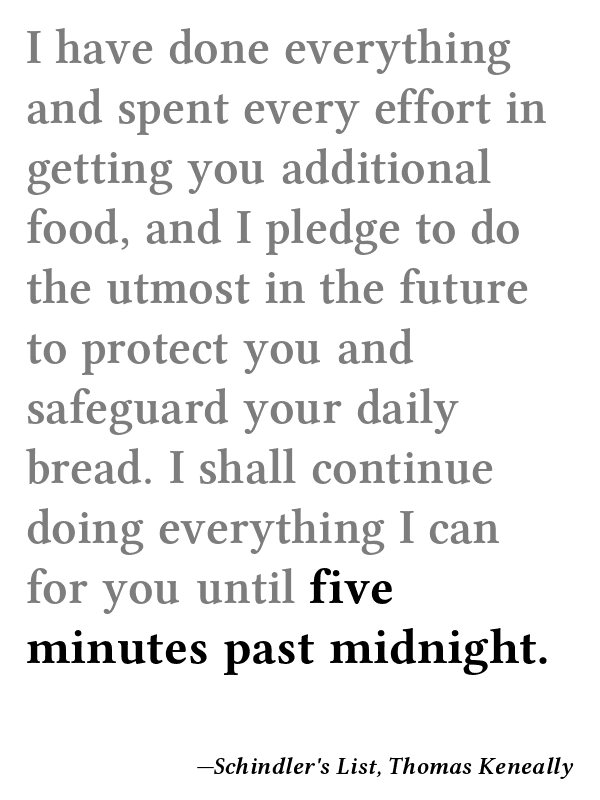 I have done everything
and spent every effort in
getting you additional
food, and I pledge to do
the utmost in the future
to protect you and
safeguard your daily
bread. I shall continue
doing everything I can
for you until five
minutes past midnight.
—Schindler's List, Thomas Keneally